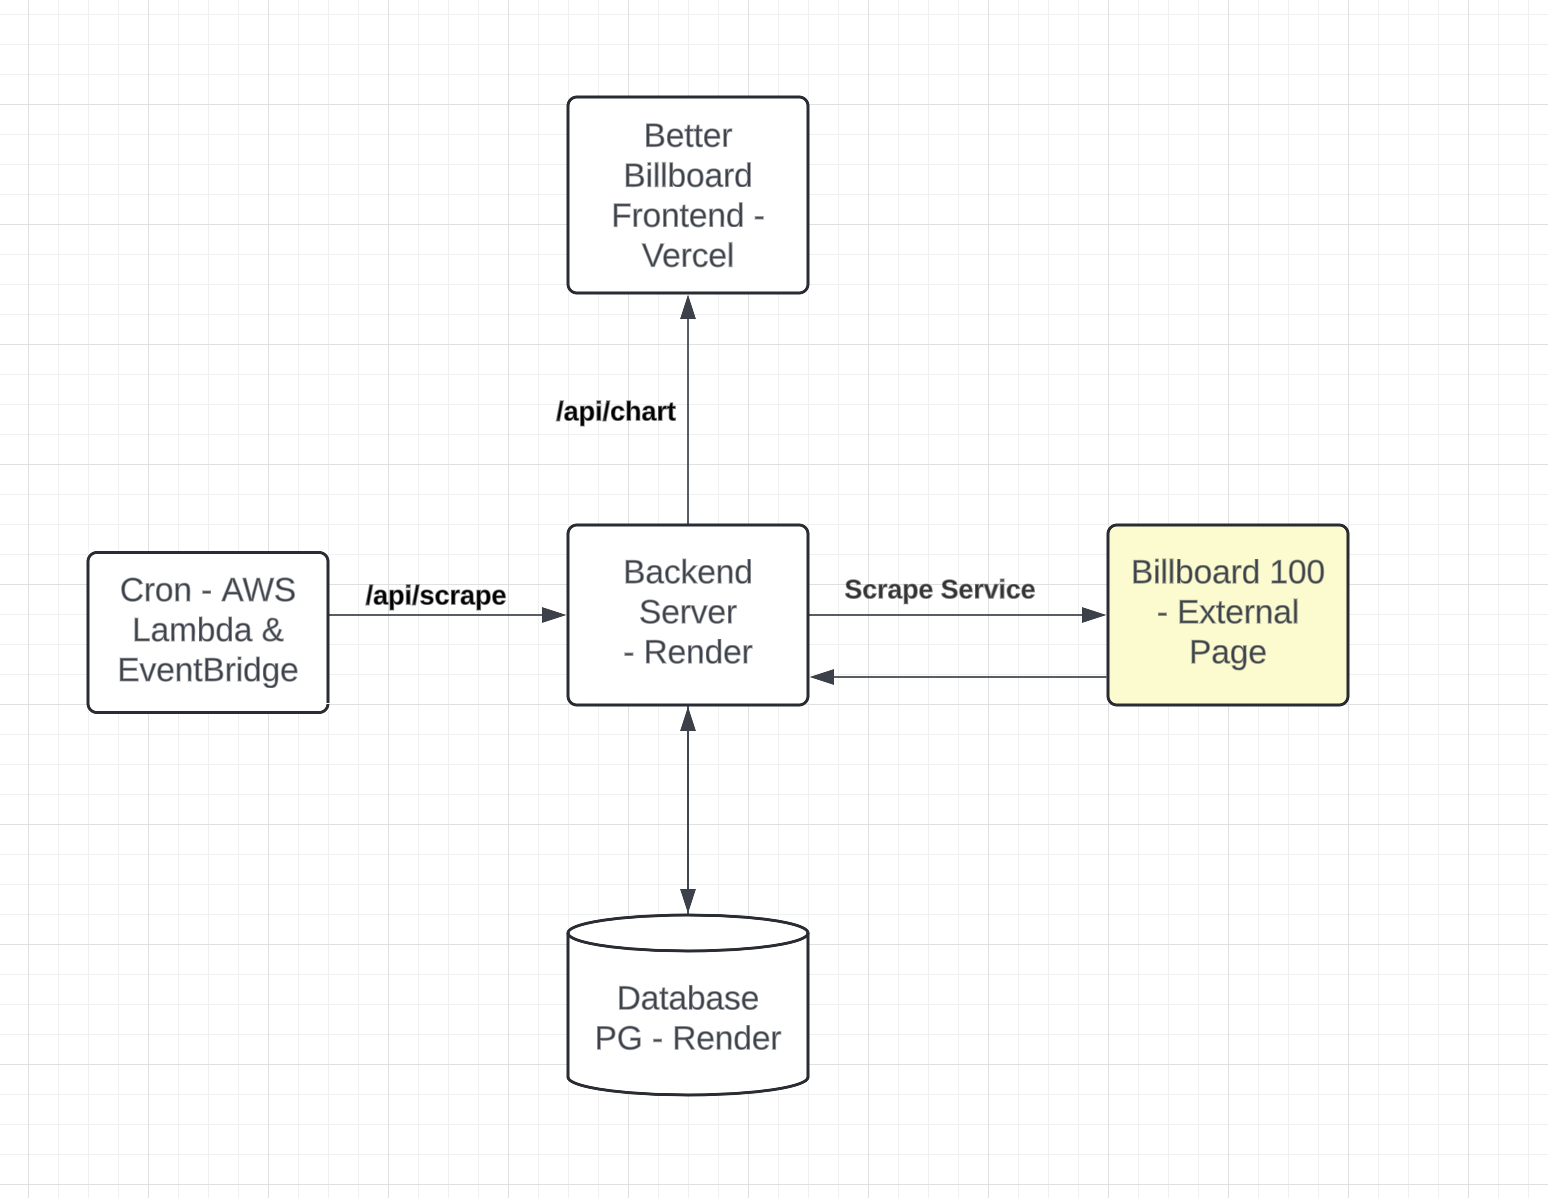 Better
Billboard
Frontend -
Vercel
/api/chart
Cron - AWS
Lambda &
EventBridge
/api/scrape
Backend
Server
- Render
Scrape Service
Billboard 100
- External
Page
Database
PG - Render